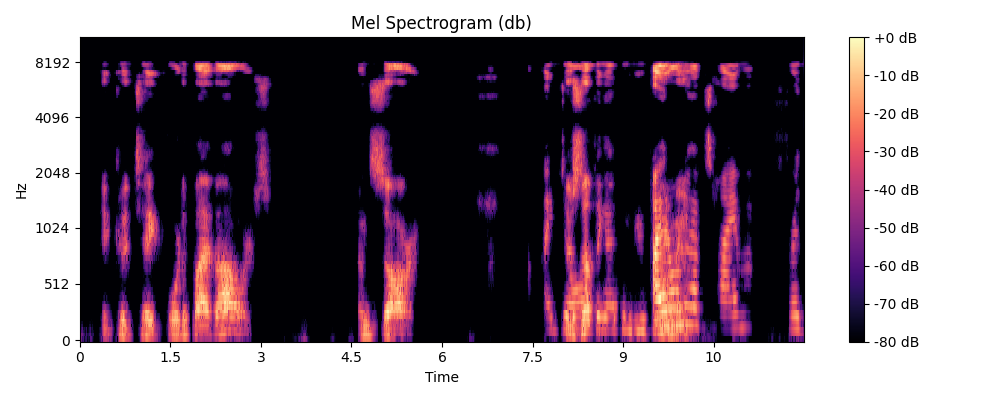 Mel Spectrogram (db)
8192
4096
2048
1024
512
0
Hz
0 1.5 3 4.5 6 7.5 9 10
Time
+0 dB
-10 dB
-20 dB
-30 dB
-40 dB
-50 dB
-60 dB
-70 dB
-80 dB